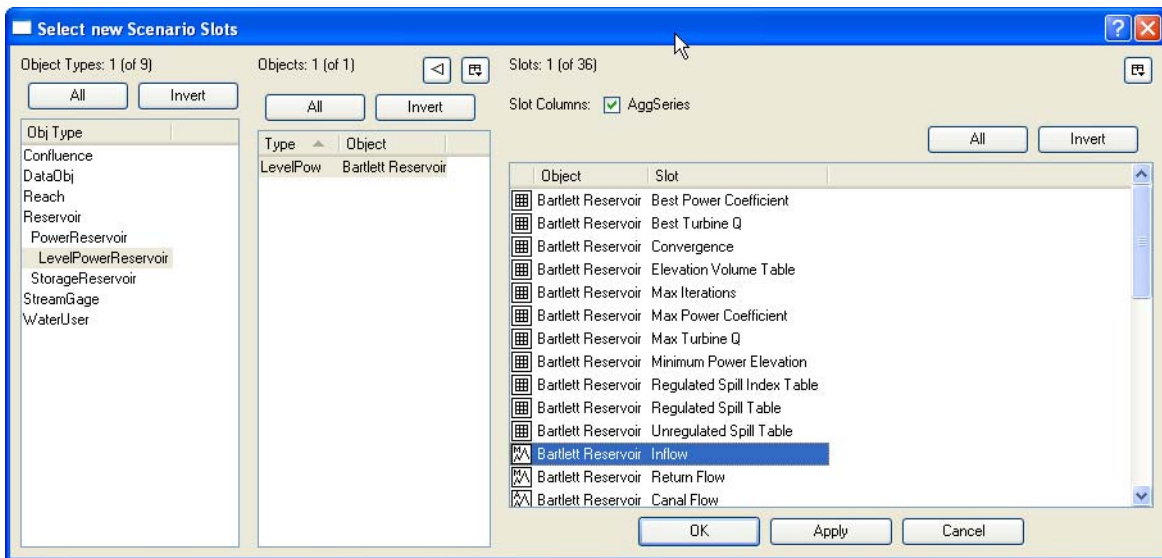 Select new Scenario Slots
Object Types: 1 (of 9)
All
Invert
Obj Type
Confluence
DataObj
Reach
Reservoir
PowerReservoir
LevelPowerReservoir
StorageReservoir
StreamGage
WaterUser
Objects: 1 (of 1)
All
Invert
Type Object
LevelPow Bartlett Reservoir
Slots: 1 (of 36)
Slot Columns: AggSeries
All
Invert
Object Slot
Bartlett Reservoir Best Power Coefficient
Bartlett Reservoir Best Turbine Q
Bartlett Reservoir Convergence
Bartlett Reservoir Elevation Volume Table
Bartlett Reservoir Max Iterations
Bartlett Reservoir Max Power Coefficient
Bartlett Reservoir Max Turbine Q
Bartlett Reservoir Minimum Power Elevation
Bartlett Reservoir Regulated Spill Index Table
Bartlett Reservoir Regulated Spill Table
Bartlett Reservoir Unregulated Spill Table
Bartlett Reservoir Inflow
Bartlett Reservoir Return Flow
Bartlett Reservoir Canal Flow
OK
Apply
Cancel